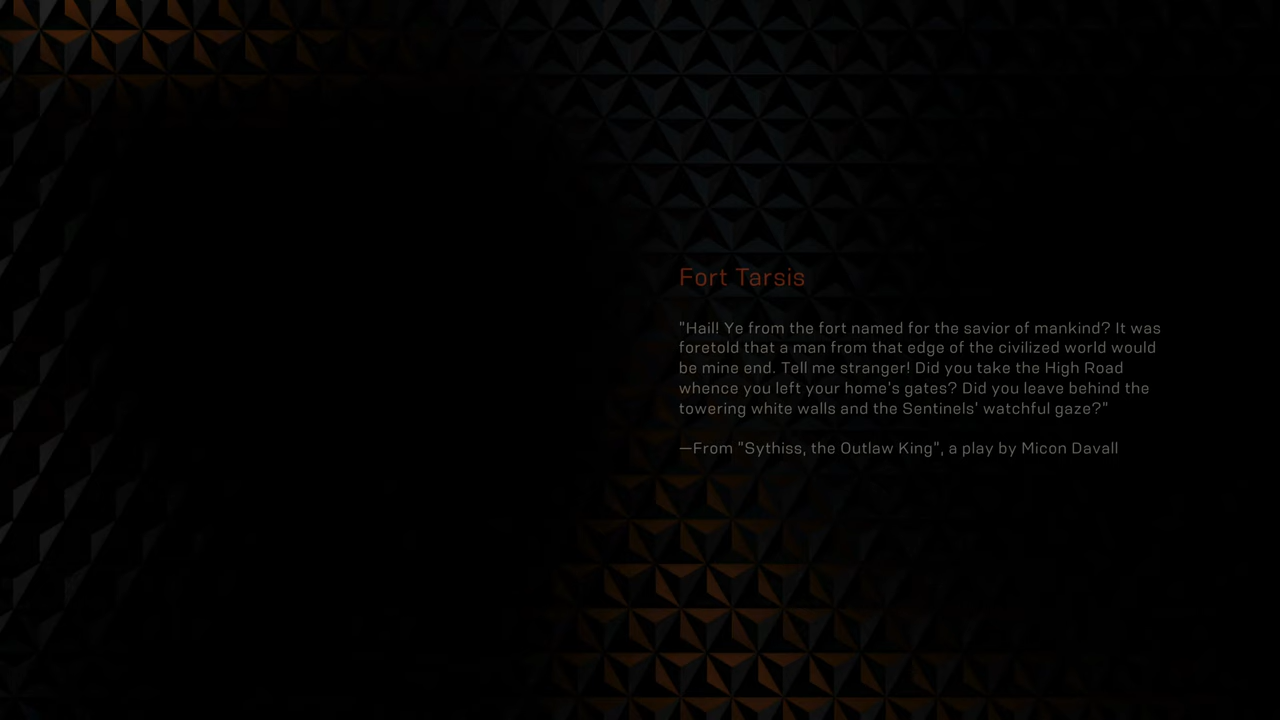 Fort Tarsis
"Hail! Ye from the fort named for the savior of mankind? It was
foretold that a man from that edge of the civilized world would
be mine end. Tell me stranger! Did you take the High Road
whence you left your home's gates? Did you leave behind the
towering white walls and the Sentinels' watchful gaze?"
—From "Sythiss, the Outlaw King", a play by Micon Davall